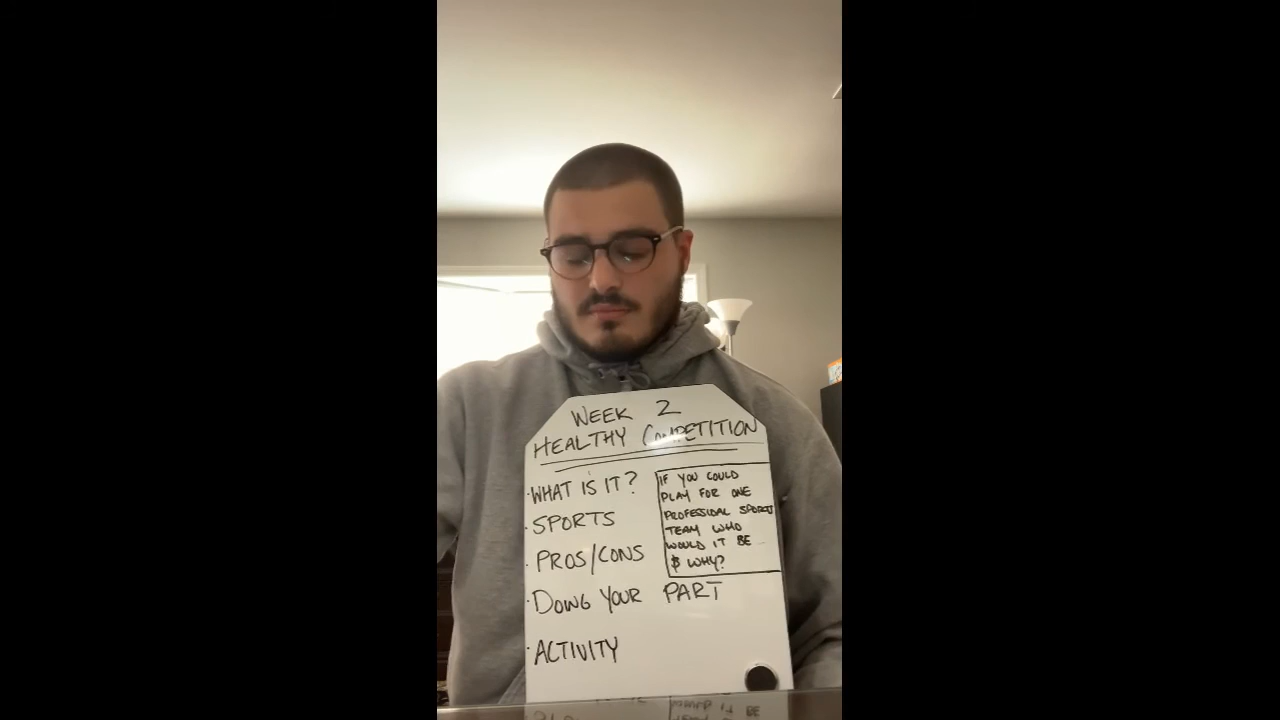 WEEK 2
HEALTHY COMPETITION
· WHAT IS IT?
· SPORTS
· PROS/CONS
· DOING YOUR PART
· ACTIVITY
IF YOU COULD
PLAY FOR ONE
PROFESSIONAL SPORTS
TEAM WHO
WOULD IT BE
& WHY?